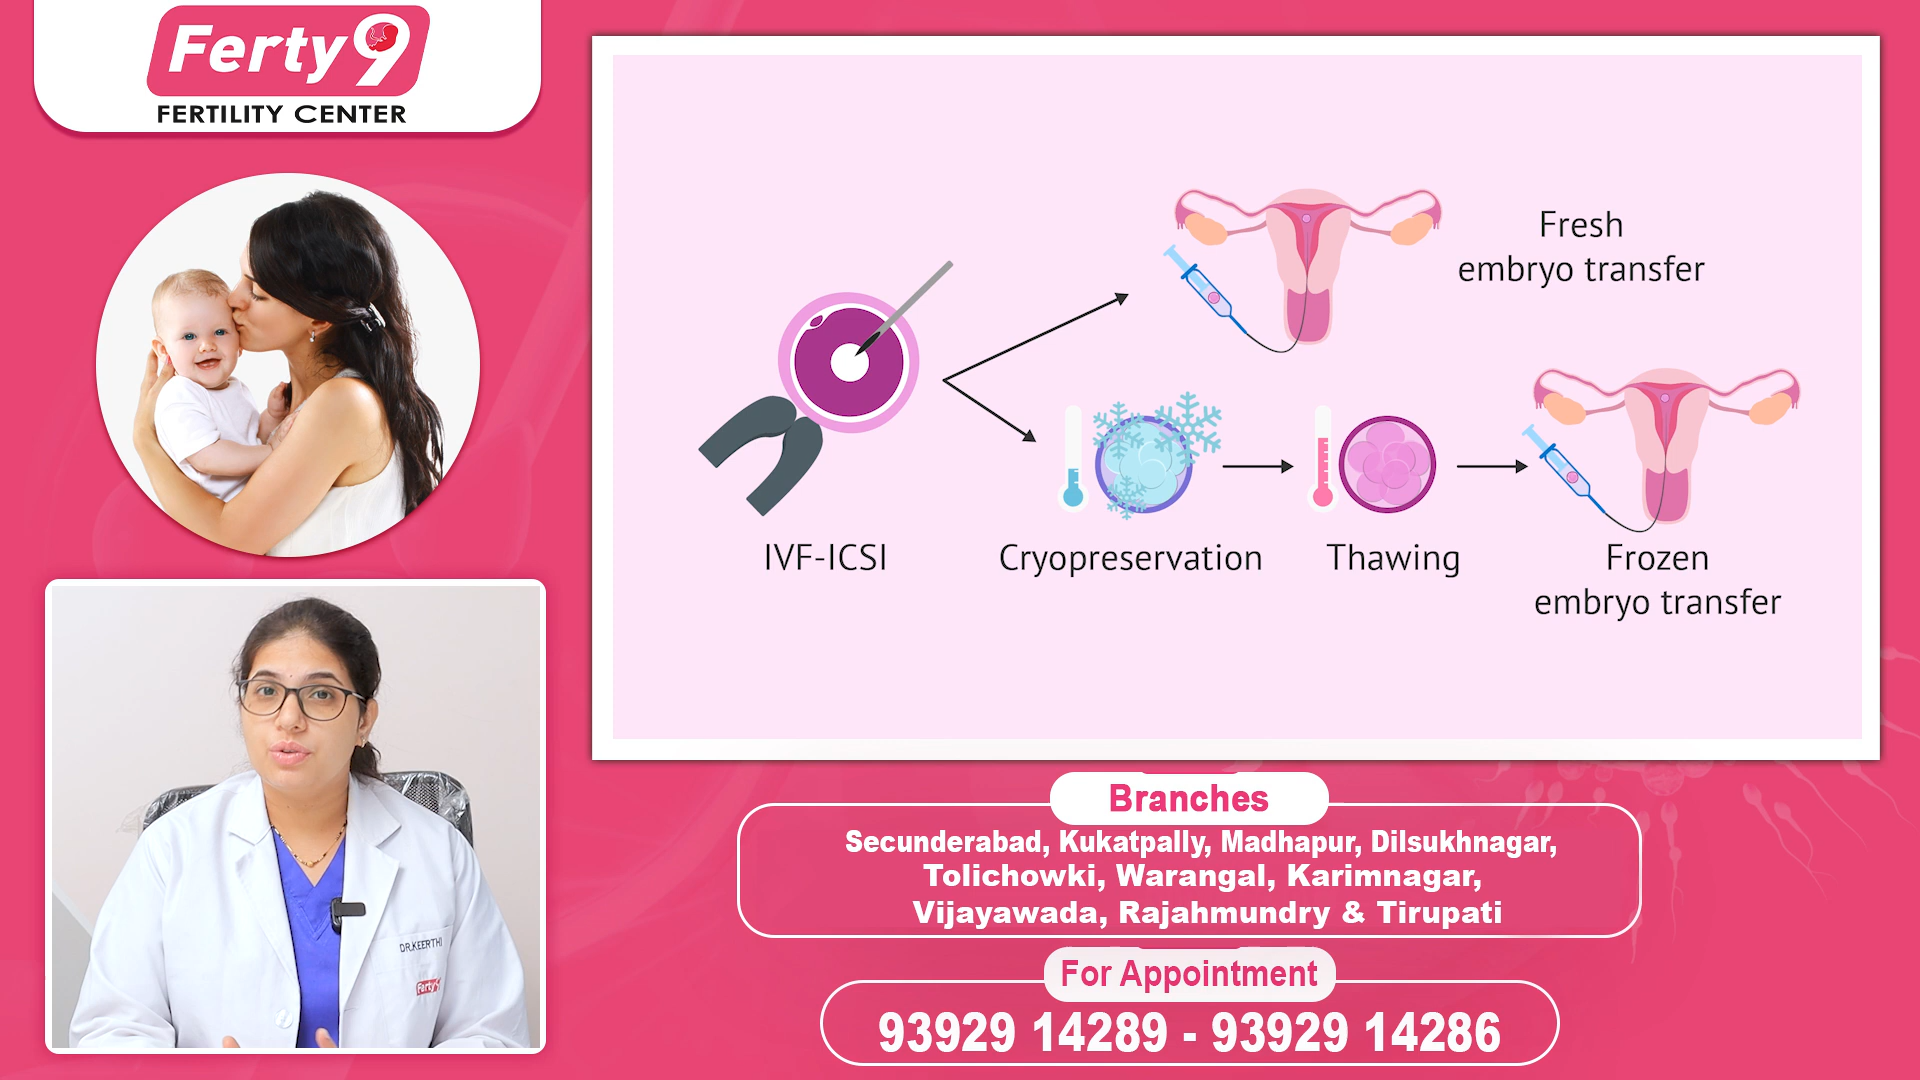 Ferty9
FERTILITY CENTER
Fresh
embryo transfer
IVF-ICSI
Cryopreservation
Thawing
Frozen
embryo transfer
DR.KEERTHI
Ferty9
Branches
Secunderabad, Kukatpally, Madhapur, Dilsukhnagar,
Tolichowki, Warangal, Karimnagar,
Vijayawada, Rajahmundry & Tirupati
For Appointment
93929 14289 - 93929 14286